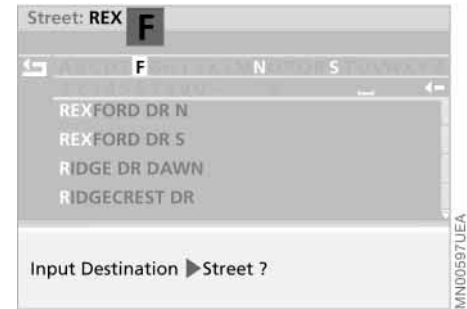 Street: REX F
F N S
REXFORD DR N
REXFORD DR S
RIDGE DR DAWN
RIDGECREST DR
Input Destination ▶Street ?
MN00597UEA